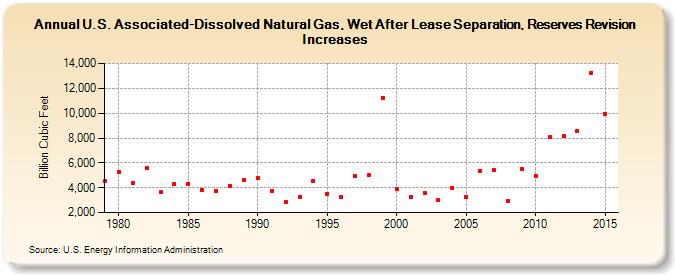 Annual U.S. Associated-Dissolved Natural Gas, Wet After Lease Separation, Reserves Revision
Increases
Billion Cubic Feet
14,000
12,000
10,000
8,000
6,000
4,000
2,000
1980 1985 1990 1995 2000 2005 2010 2015
Source: U.S. Energy Information Administration